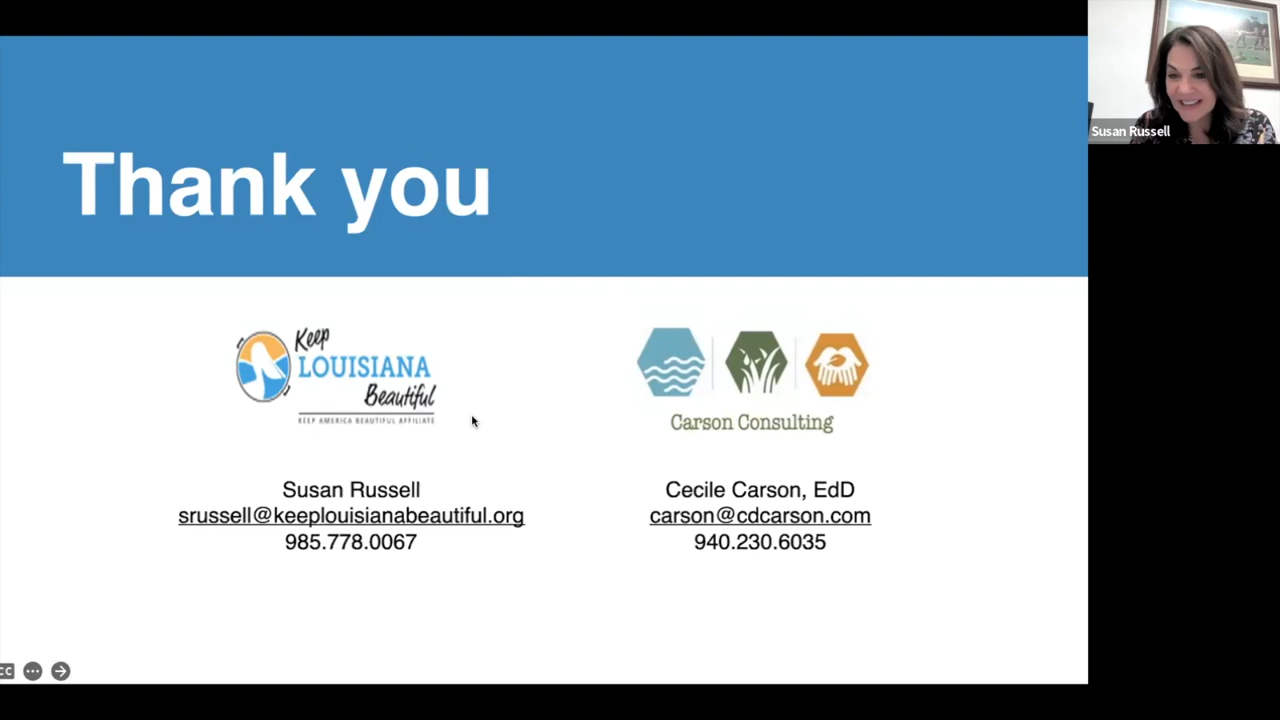 Thank you
Susan Russell
Keep
LOUISIANA
Beautiful
KEEP AMERICA BEAUTIFUL AFFILIATE
Carson Consulting
Susan Russell
srussell@keeplouisianabeautiful.org
985.778.0067
Cecile Carson, EdD
carson@cdcarson.com
940.230.6035
CC